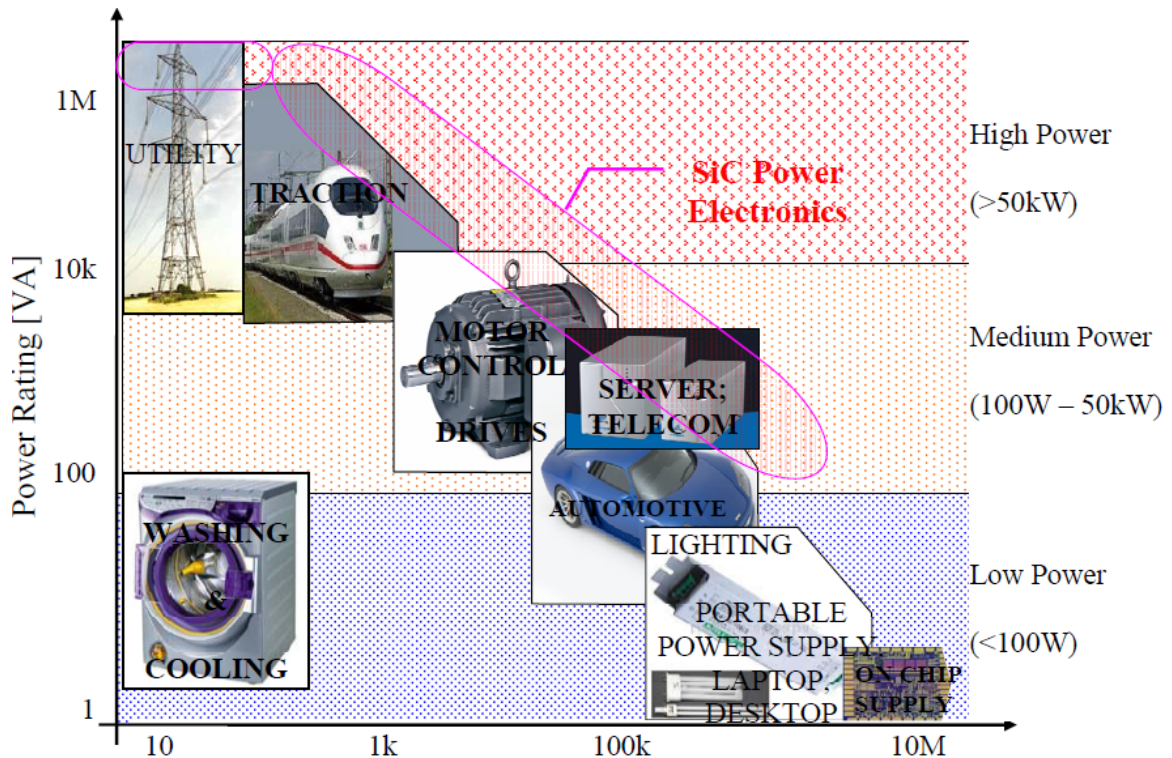 1M
10k
100
1
Power Rating [VA]
10
1k
100k
10M
UTILITY
TRACTION
MOTOR
CONTROL
DRIVES
SERVER;
TELECOM
AUTOMOTIVE
WASHING
&
COOLING
LIGHTING
PORTABLE
POWER SUPPLY
LAPTOP
DESKTOP
ON CHIP
SUPPLY
SiC Power
Electronics
High Power
(>50kW)
Medium Power
(100W – 50kW)
Low Power
(<100W)